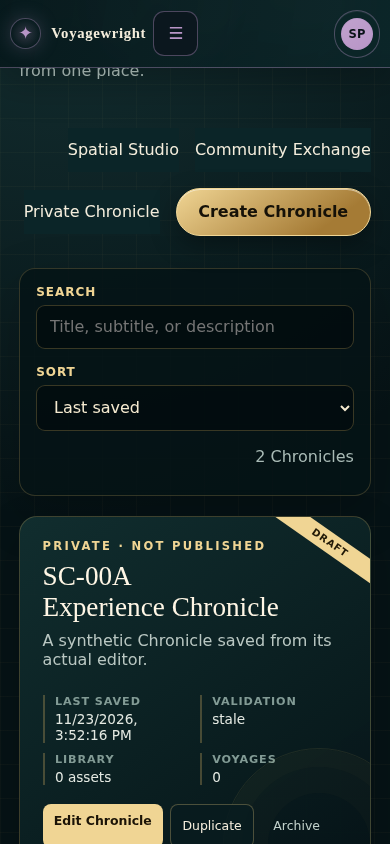 Voyagewright
☰
SP
from one place.
Spatial Studio Community Exchange
Private Chronicle Create Chronicle
SEARCH
Title, subtitle, or description
SORT
Last saved
2 Chronicles
DRAFT
PRIVATE · NOT PUBLISHED
SC-00A
Experience Chronicle
A synthetic Chronicle saved from its
actual editor.
LAST SAVED VALIDATION
11/23/2026, stale
3:52:16 PM
LIBRARY VOYAGES
0 assets 0
Edit Chronicle Duplicate Archive